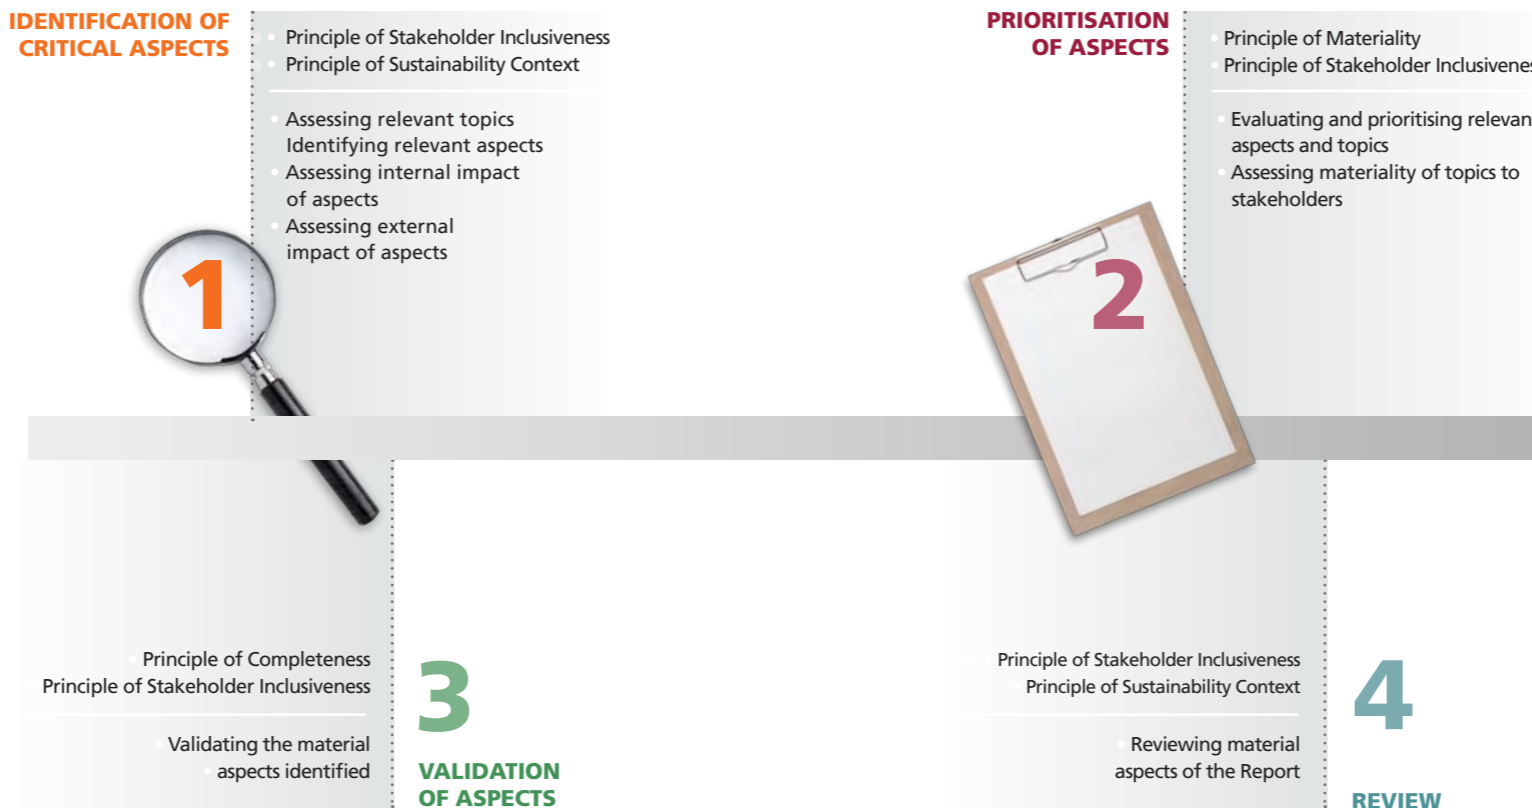 IDENTIFICATION OF
CRITICAL ASPECTS
Principle of Stakeholder Inclusiveness
Principle of Sustainability Context
Assessing relevant topics
Identifying relevant aspects
Assessing internal impact
of aspects
Assessing external
impact of aspects
1
PRIORITISATION
OF ASPECTS
Principle of Materiality
Principle of Stakeholder
Evaluating and prioritising
aspects and topics
Assessing materiality of topics to
stakeholders
2
Principle of Completeness
Principle of Stakeholder Inclusiveness
Validating the material
aspects identified
3
VALIDATION
OF ASPECTS
Principle of Stakeholder Inclusiveness
Principle of Sustainability Context
Reviewing material
aspects of the Report
4
REVIEW